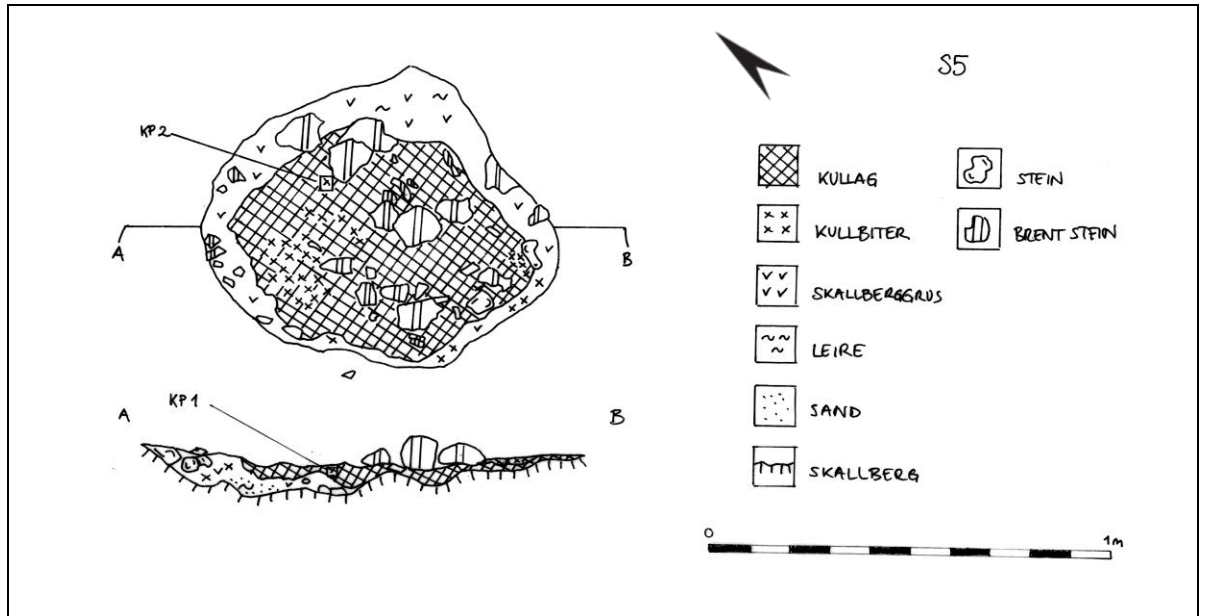 S5
KP2
A
B
KULLAG
STEIN
KULLBITER
BRENT STEIN
SKALLBERGGRUS
LEIRE
SAND
SKALLBERG
KP1
A
B
0
1m